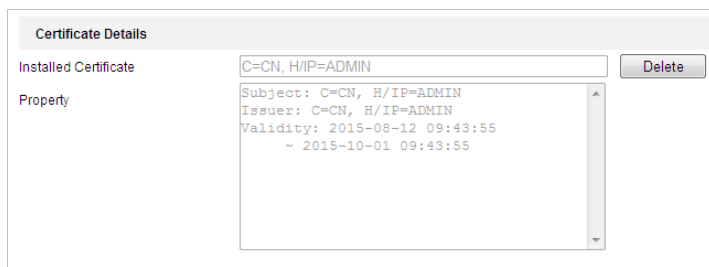 Certificate Details
Installed Certificate C=CN, H/IP=ADMIN Delete
Property
Subject: C=CN, H/IP=ADMIN
Issuer: C=CN, H/IP=ADMIN
Validity: 2015-08-12 09:43:55
~ 2015-10-01 09:43:55